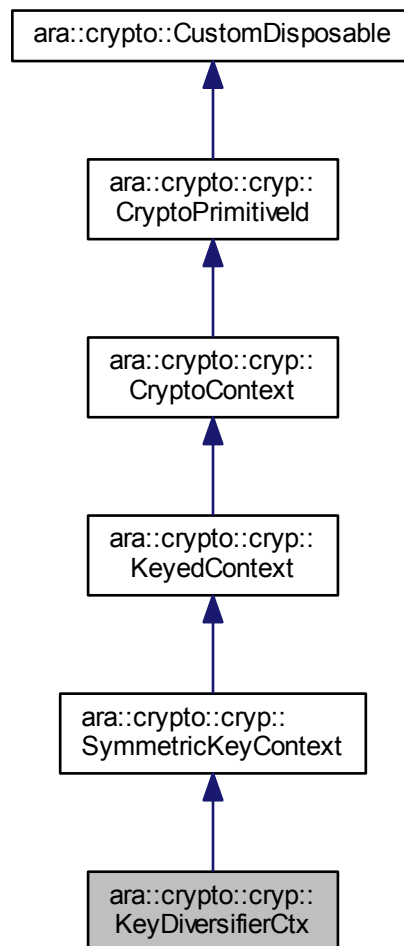 ara::crypto::CustomDisposable
ara::crypto::cryp::
CryptoPrimitiveId
ara::crypto::cryp::
CryptoContext
ara::crypto::cryp::
KeyedContext
ara::crypto::cryp::
SymmetricKeyContext
ara::crypto::cryp::
KeyDiversifierCtx